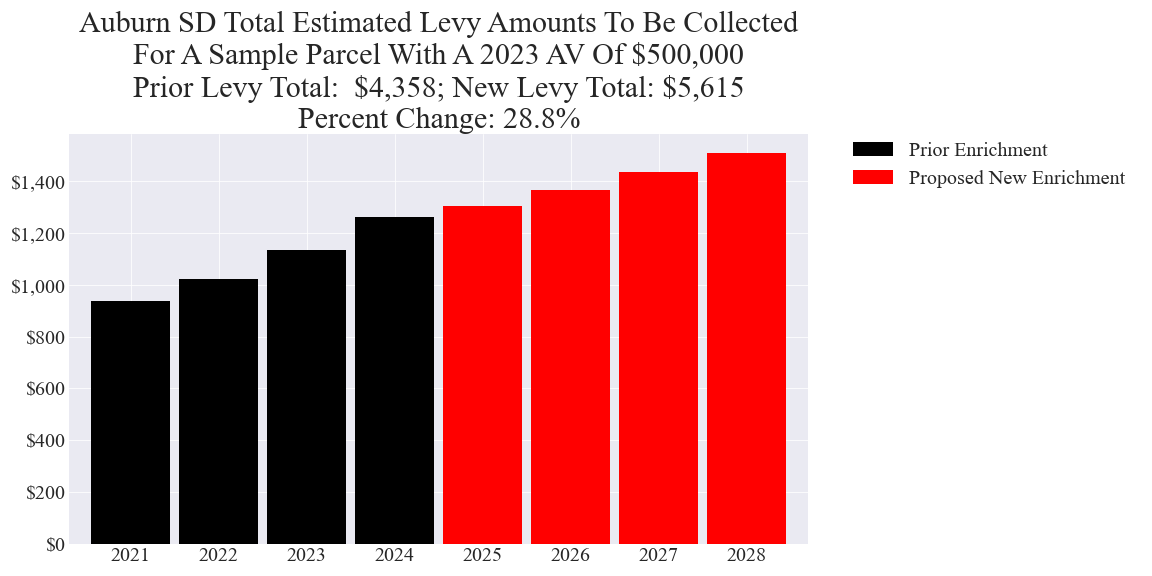 Auburn SD Total Estimated Levy Amounts To Be Collected
For A Sample Parcel With A 2023 AV Of $500,000
Prior Levy Total:  $4,358; New Levy Total: $5,615
Percent Change: 28.8%
Prior Enrichment
Proposed New Enrichment
$1,400
$1,200
$1,000
$800
$600
$400
$200
$0
2021 2022 2023 2024 2025 2026 2027 2028